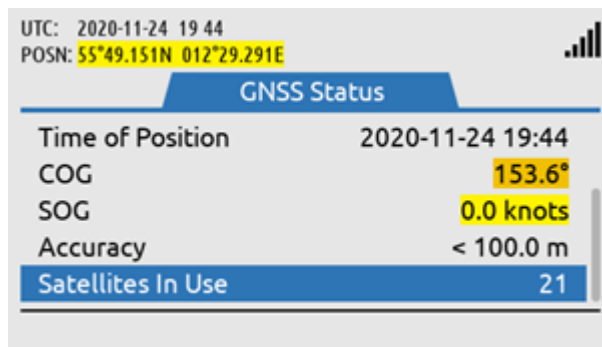 UTC: 2020-11-24 19 44
POSN: 55°49.151N 012°29.291E
GNSS Status
Time of Position 2020-11-24 19:44
COG 153.6°
SOG 0.0 knots
Accuracy < 100.0 m
Satellites In Use 21